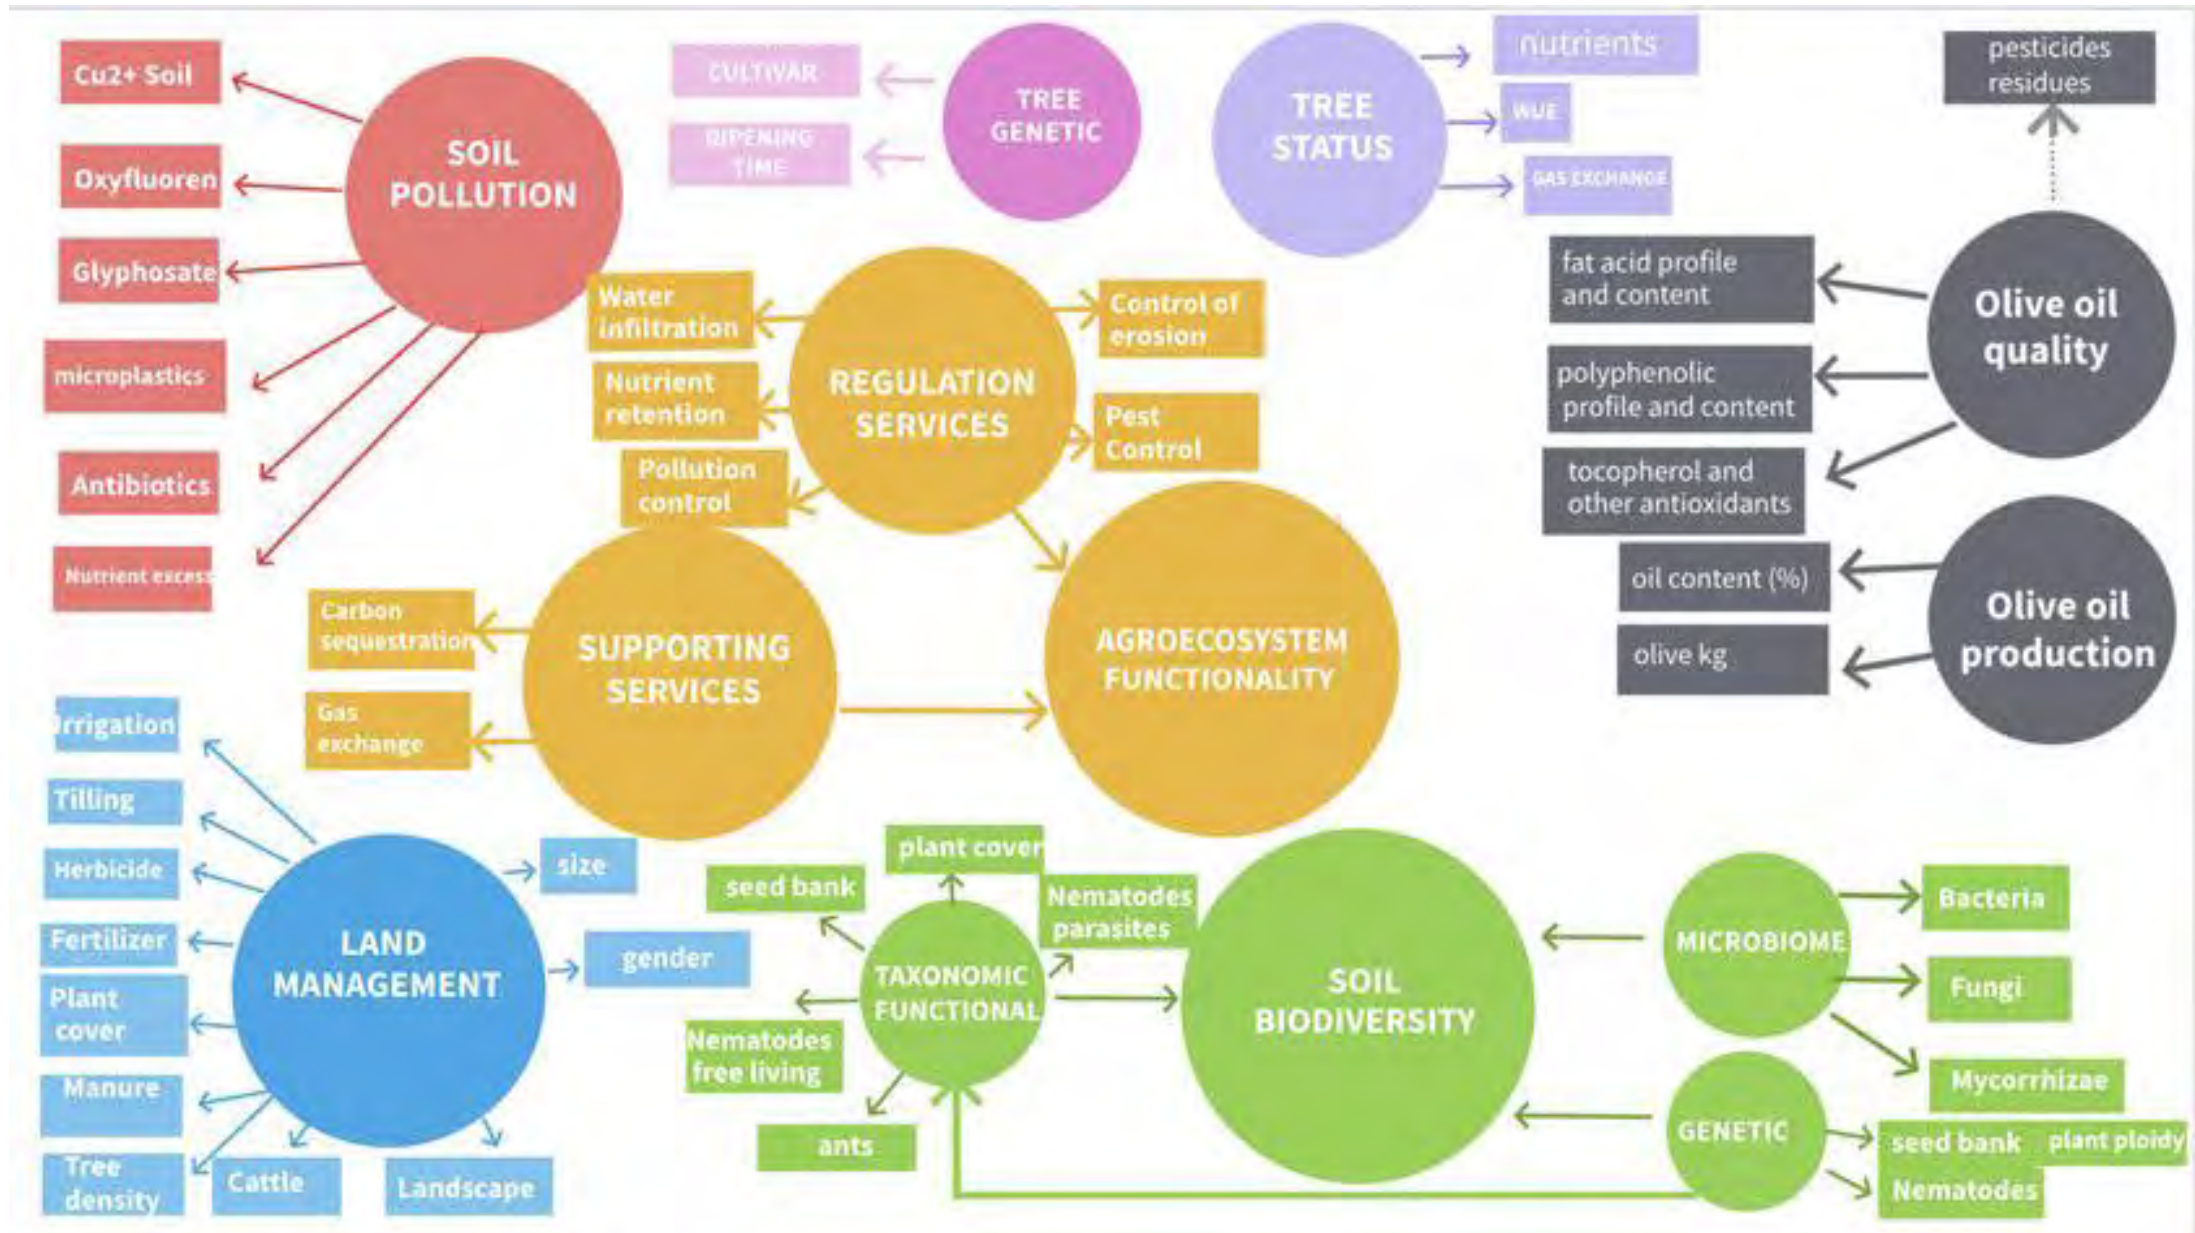 Cu2+ Soil
Oxyfluoren
Glyphosate
microplastics
Antibiotics
Nutrient excess
SOIL
POLLUTION
CULTIVAR
RIPENING
TIME
TREE
GENETIC
TREE
STATUS
nutrients
WUE
GAS EXCHANGE
pesticides
residues
fat acid profile
and content
polyphenolic
profile and content
tocopherol and
other antioxidants
Olive oil
quality
oil content (%)
olive kg
Olive oil
production
Water
infiltration
Nutrient
retention
Pollution
control
REGULATION
SERVICES
Control of
erosion
Pest
Control
Carbon
sequestration
Gas
exchange
SUPPORTING
SERVICES
AGROECOSYSTEM
FUNCTIONALITY
Irrigation
Tilling
Herbicide
Fertilizer
Plant
cover
Manure
Tree
density
Cattle
Landscape
LAND
MANAGEMENT
size
gender
seed bank
plant cover
Nematodes
parasites
TAXONOMIC
FUNCTIONAL
Nematodes
free living
ants
SOIL
BIODIVERSITY
MICROBIOME
Bacteria
Fungi
Mycorrhizae
GENETIC
seed bank
plant ploidy
Nematodes